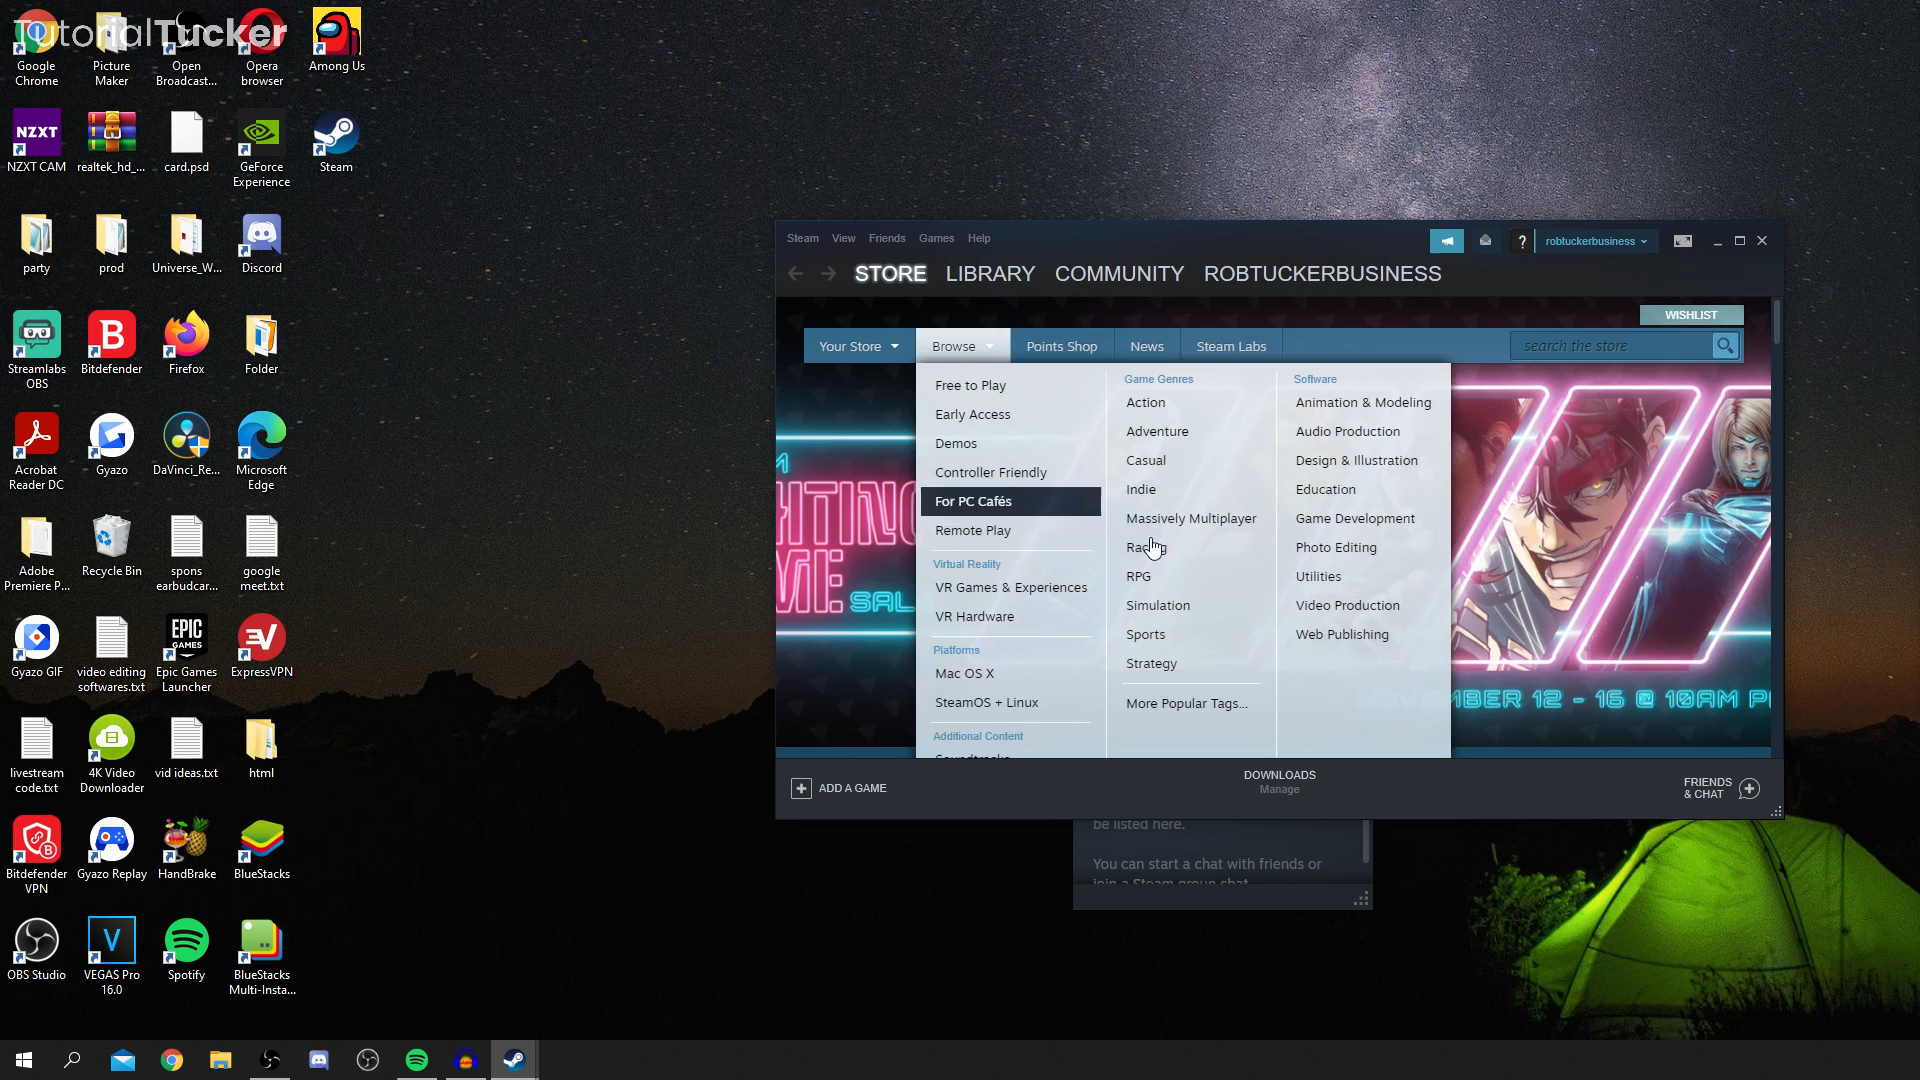 TutorialTucker
Google Chrome
Picture Maker
Open Broadcast...
Opera browser
Among Us
NZXT
NZXT CAM
realtek_hd_...
card.psd
GeForce Experience
Steam
party
prod
Universe_W...
Discord
Streamlabs OBS
B
Bitdefender
Firefox
Folder
Acrobat Reader DC
Gyazo
DaVinci_Re...
Microsoft Edge
Adobe Premiere P...
Recycle Bin
spons earbudcar...
google meet.txt
Gyazo GIF
video editing softwares.txt
EPIC GAMES
Epic Games Launcher
ExpressVPN
livestream code.txt
4K Video Downloader
vid ideas.txt
html
Bitdefender VPN
Gyazo Replay
HandBrake
BlueStacks
OBS Studio
V
VEGAS Pro 16.0
Spotify
BlueStacks Multi-Insta...
Steam View Friends Games Help
? robtuckerbusiness
STORE LIBRARY COMMUNITY ROBTUCKERBUSINESS
WISHLIST
Your Store Browse Points Shop News Steam Labs
search the store
Free to Play
Early Access
Demos
Controller Friendly
For PC Cafés
Remote Play
Virtual Reality
VR Games & Experiences
VR Hardware
Platforms
Mac OS X
SteamOS + Linux
Additional Content
Soundtracks
Game Genres
Action
Adventure
Casual
Indie
Massively Multiplayer
Racing
RPG
Simulation
Sports
Strategy
More Popular Tags...
Software
Animation & Modeling
Audio Production
Design & Illustration
Education
Game Development
Photo Editing
Utilities
Video Production
Web Publishing
ADD A GAME
DOWNLOADS
Manage
FRIENDS
& CHAT
be listed here.
You can start a chat with friends or
join a Steam group chat